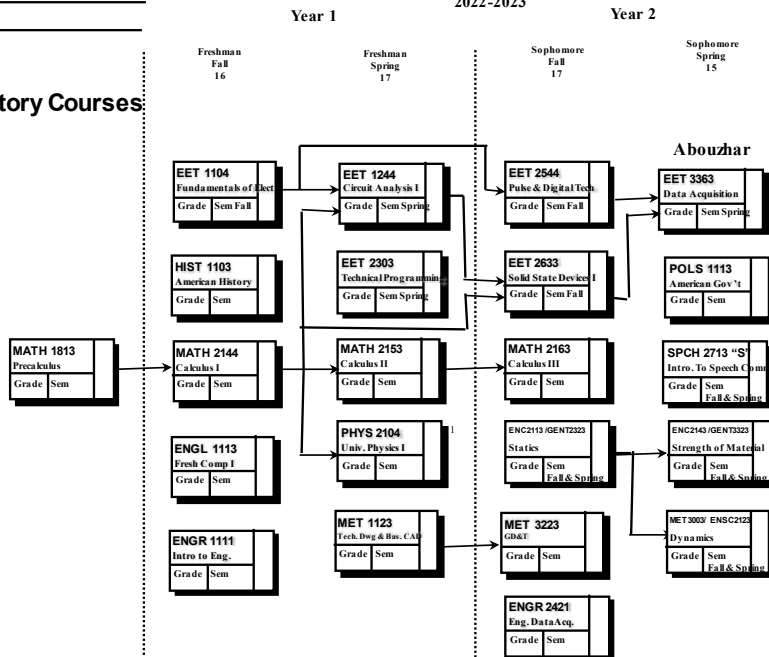 2022-2023
Year 1
Year 2
Freshman
Fall
16
Freshman
Spring
17
Sophomore
Fall
17
Sophomore
Spring
15
tory Courses
Abouzhar
EET 1104
Fundamentals of Elect
Grade Sem Fall
EET 1244
Circuit Analysis I
Grade Sem Spring
EET 2544
Pulse & Digital Tech
Grade Sem Fall
EET 3363
Data Acquisition
Grade Sem Spring
HIST 1103
American History
Grade Sem
EET 2303
Technical Programming
Grade Sem Spring
EET 2633
Solid State Devices I
Grade Sem Fall
POLS 1113
American Gov't
Grade Sem
MATH 1813
Precalculus
Grade Sem
MATH 2144
Calculus I
Grade Sem
MATH 2153
Calculus II
Grade Sem
MATH 2163
Calculus III
Grade Sem
SPCH 2713 “S”
Intro. To Speech Comm
Grade Sem
Fall & Spring
ENGL 1113
Fresh Comp I
Grade Sem
PHYS 2104 1
Univ. Physics I
Grade Sem
ENC2113 /GENT2323
Statics
Grade Sem
Fall & Spring
ENC2143 /GENT3323
Strength of Material
Grade Sem
Fall & Spring
ENGR 1111
Intro to Eng.
Grade Sem
MET 1123
Tech. Dwg & Bas. CAD
Grade Sem
MET 3223
GD&T
Grade Sem
MET3003/ ENSC2123
Dynamics
Grade Sem
Fall & Spring
ENGR 2421
Eng. Data Acq.
Grade Sem